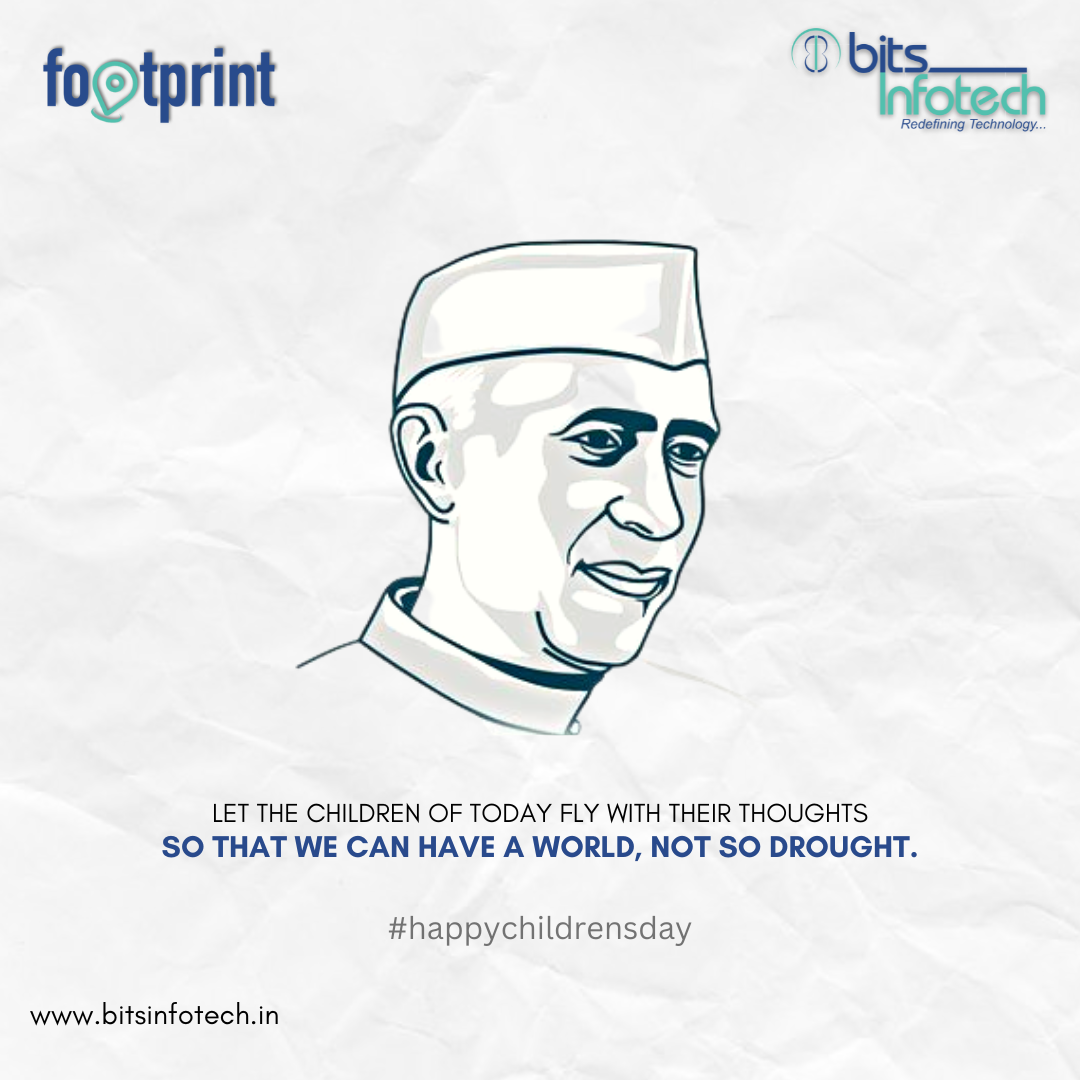 footprint
bits
Infotech
Redefining Technology...
LET THE CHILDREN OF TODAY FLY WITH THEIR THOUGHTS
SO THAT WE CAN HAVE A WORLD, NOT SO DROUGHT.
#happychildrensday
www.bitsinfotech.in